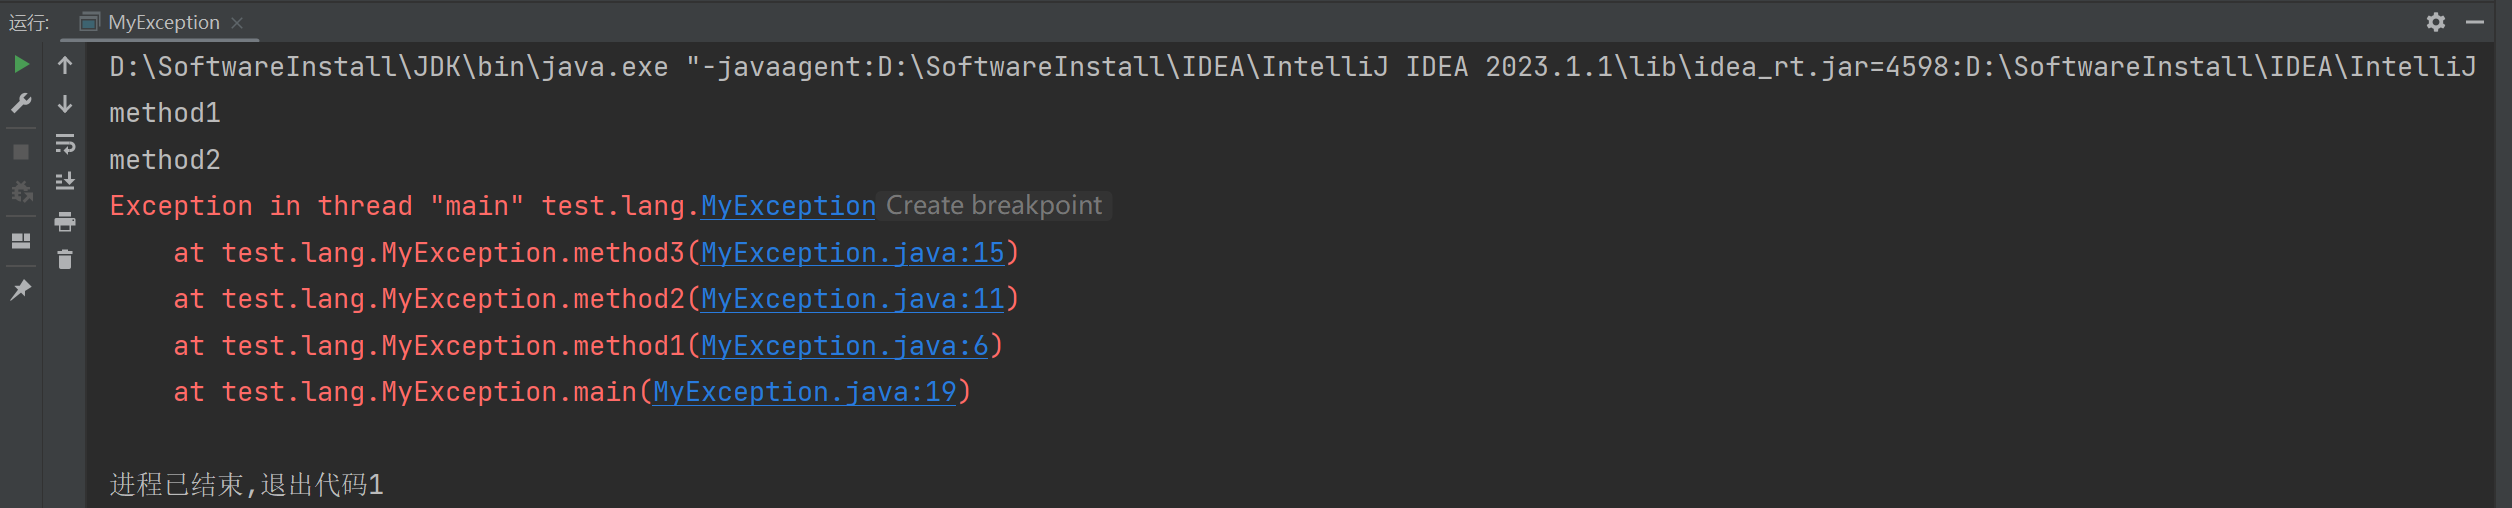 运行: MyException
D:\SoftwareInstall\JDK\bin\java.exe "-javaagent:D:\SoftwareInstall\IDEA\IntelliJ IDEA 2023.1.1\lib\idea_rt.jar=4598:D:\SoftwareInstall\IDEA\IntelliJ
method1
method2
Exception in thread "main" test.lang.MyException Create breakpoint
at test.lang.MyException.method3(MyException.java:15)
at test.lang.MyException.method2(MyException.java:11)
at test.lang.MyException.method1(MyException.java:6)
at test.lang.MyException.main(MyException.java:19)
进程已结束,退出代码1